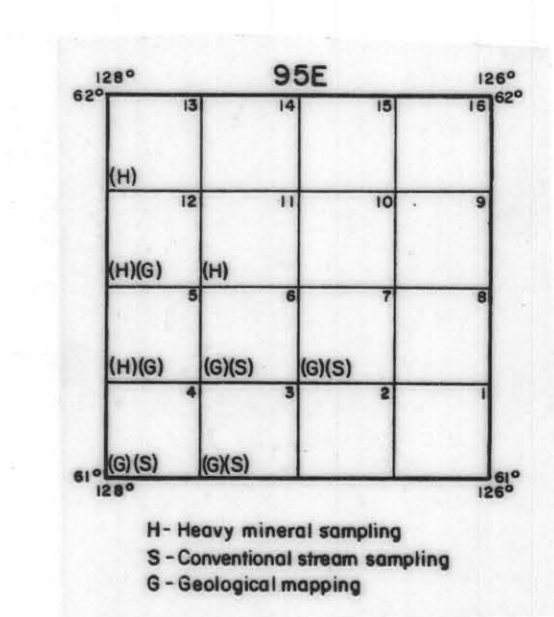 128° 95E 126°
62° 13 14 15 16 62°
(H)
12 11 10 9
(H)(G) (H)
5 6 7 8
(H)(G) (G)(S) (G)(S)
4 3 2 1
61° (G)(S) (G)(S) 61°
128° 126°
H- Heavy mineral sampling
S - Conventional stream sampling
G - Geological mapping